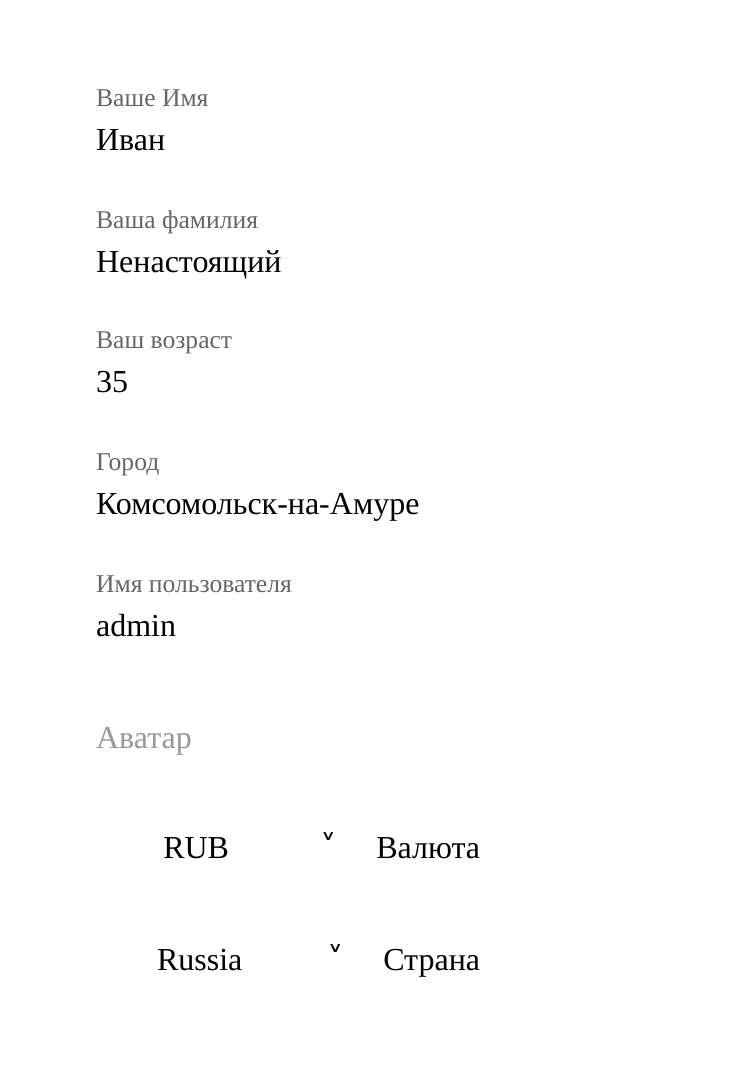 Ваше Имя
Иван
Ваша фамилия
Ненастоящий
Ваш возраст
35
Город
Комсомольск-на-Амуре
Имя пользователя
admin
Аватар
RUB ˅ Валюта
Russia ˅ Страна